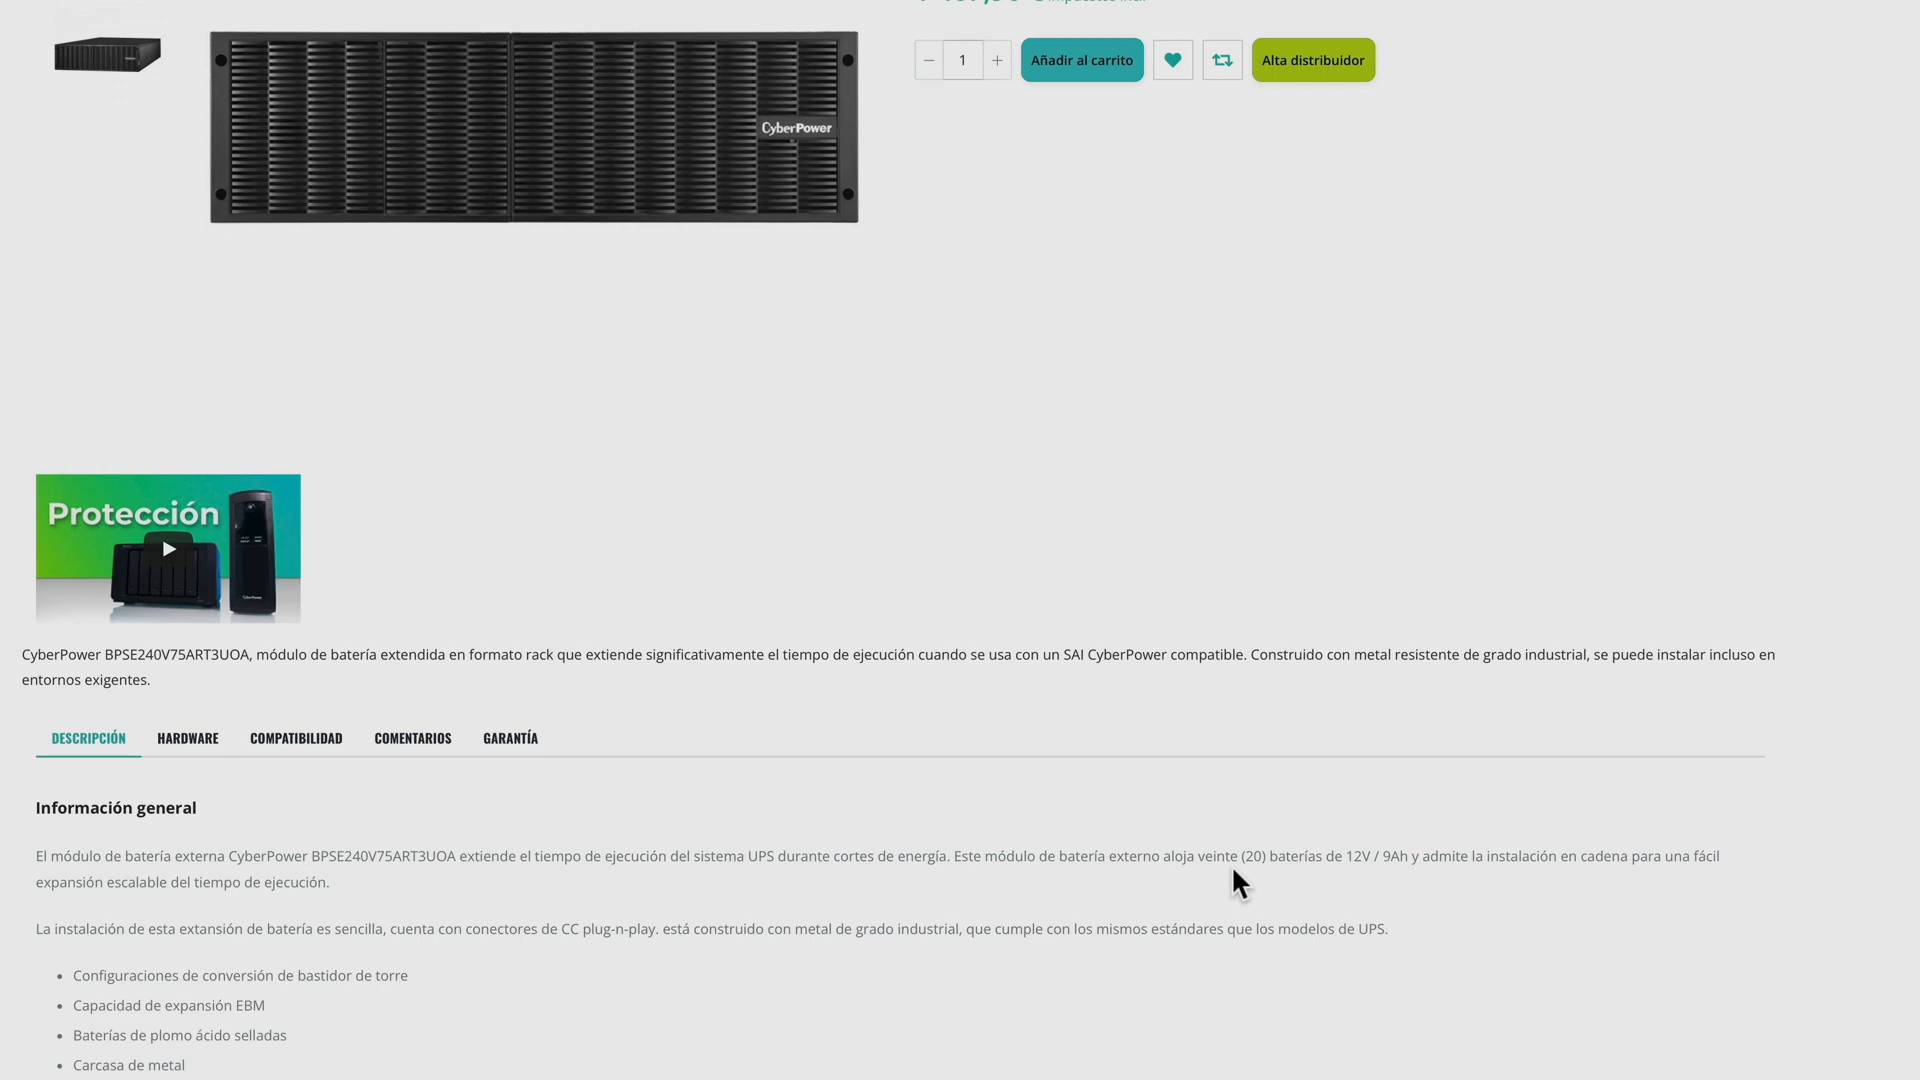 impuestos incl.
1
Añadir al carrito
Alta distribuidor
CyberPower
Protección
CyberPower BPSE240V75ART3UOA, módulo de batería extendida en formato rack que extiende significativamente el tiempo de ejecución cuando se usa con un SAI CyberPower compatible. Construido con metal resistente de grado industrial, se puede instalar incluso en
entornos exigentes.
DESCRIPCIÓN HARDWARE COMPATIBILIDAD COMENTARIOS GARANTÍA
Información general
El módulo de batería externa CyberPower BPSE240V75ART3UOA extiende el tiempo de ejecución del sistema UPS durante cortes de energía. Este módulo de batería externo aloja veinte (20) baterías de 12V / 9Ah y admite la instalación en cadena para una fácil
expansión escalable del tiempo de ejecución.
La instalación de esta extansión de batería es sencilla, cuenta con conectores de CC plug-n-play. está construido con metal de grado industrial, que cumple con los mismos estándares que los modelos de UPS.
• Configuraciones de conversión de bastidor de torre
• Capacidad de expansión EBM
• Baterías de plomo ácido selladas
• Carcasa de metal